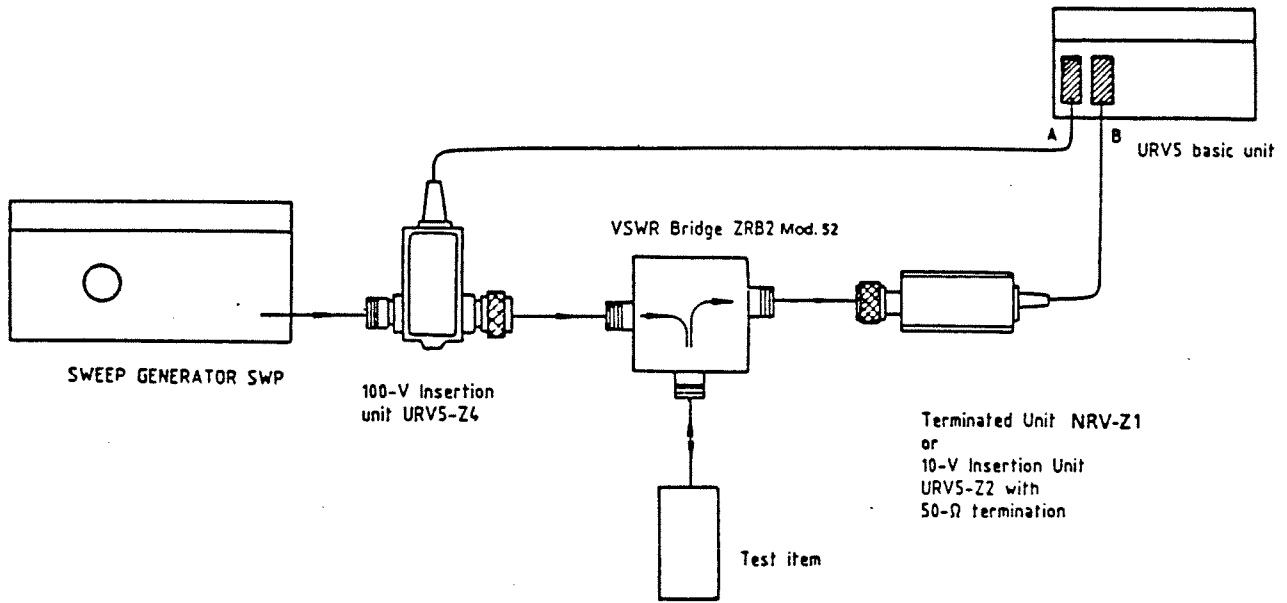 A
B
URV5 basic unit
VSWR Bridge ZRB2 Mod. 52
SWEEP GENERATOR SWP
100-V Insertion
unit URV5-Z4
Terminated Unit NRV-Z1
or
10-V Insertion Unit
URV5-Z2 with
50-Ω termination
Test item